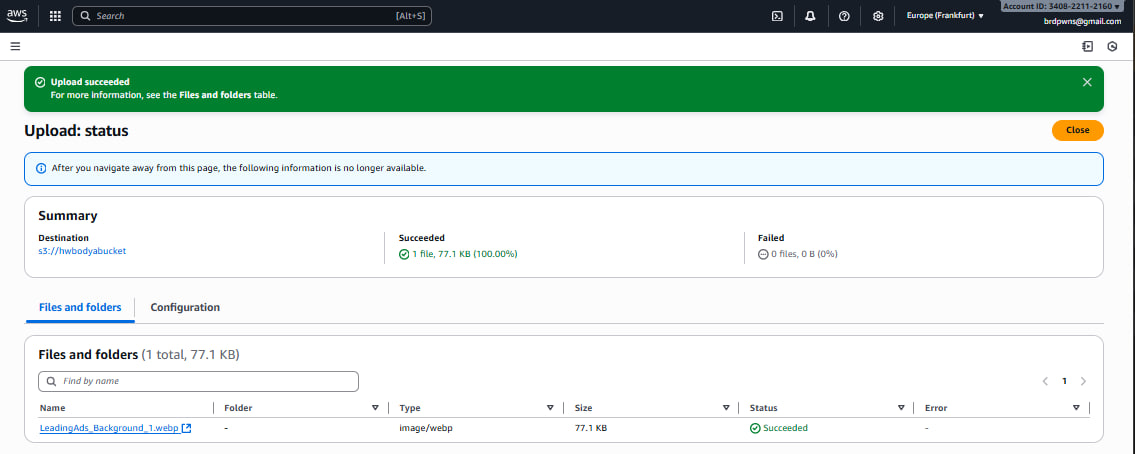 aws
Search [Alt+S]
Europe (Frankfurt) ▼
Account ID: 3408-2211-2160 ▼
brdpwns@gmail.com
Upload succeeded
For more information, see the Files and folders table.
Upload: status
Close
After you navigate away from this page, the following information is no longer available.
Summary
Destination
s3://hwbodyabucket
Succeeded
1 file, 77.1 KB (100.00%)
Failed
0 files, 0 B (0%)
Files and folders
Configuration
Files and folders (1 total, 77.1 KB)
Find by name
1
Name Folder Type Size Status Error
LeadingAds_Background_1.webp - image/webp 77.1 KB Succeeded -